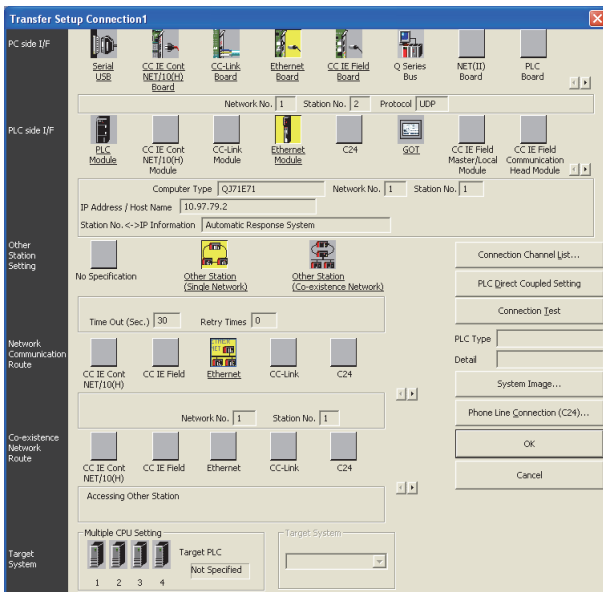 Transfer Setup Connection1
PC side I/F
Serial USB
CC IE Cont NET/10(H) Board
CC-Link Board
Ethernet Board
CC IE Field Board
Q Series Bus
NET(II) Board
PLC Board
Network No. 1 Station No. 2 Protocol UDP
PLC side I/F
PLC Module
CC IE Cont NET/10(H) Module
CC-Link Module
Ethernet Module
C24
GOT
CC IE Field Master/Local Module
CC IE Field Communication Head Module
Computer Type QJ71E71 Network No. 1 Station No. 1
IP Address / Host Name 10.97.79.2
Station No.<->IP Information Automatic Response System
Other Station Setting
No Specification
Other Station (Single Network)
Other Station (Co-existence Network)
Time Out (Sec.) 30 Retry Times 0
Connection Channel List...
PLC Direct Coupled Setting
Connection Test
PLC Type
Detail
System Image...
Phone Line Connection (C24)...
OK
Cancel
Network Communication Route
CC IE Cont NET/10(H)
CC IE Field
Ethernet
CC-Link
C24
Network No. 1 Station No. 1
Co-existence Network Route
CC IE Cont NET/10(H)
CC IE Field
Ethernet
CC-Link
C24
Accessing Other Station
Target System
Multiple CPU Setting
1 2 3 4
Target PLC
Not Specified
Target System